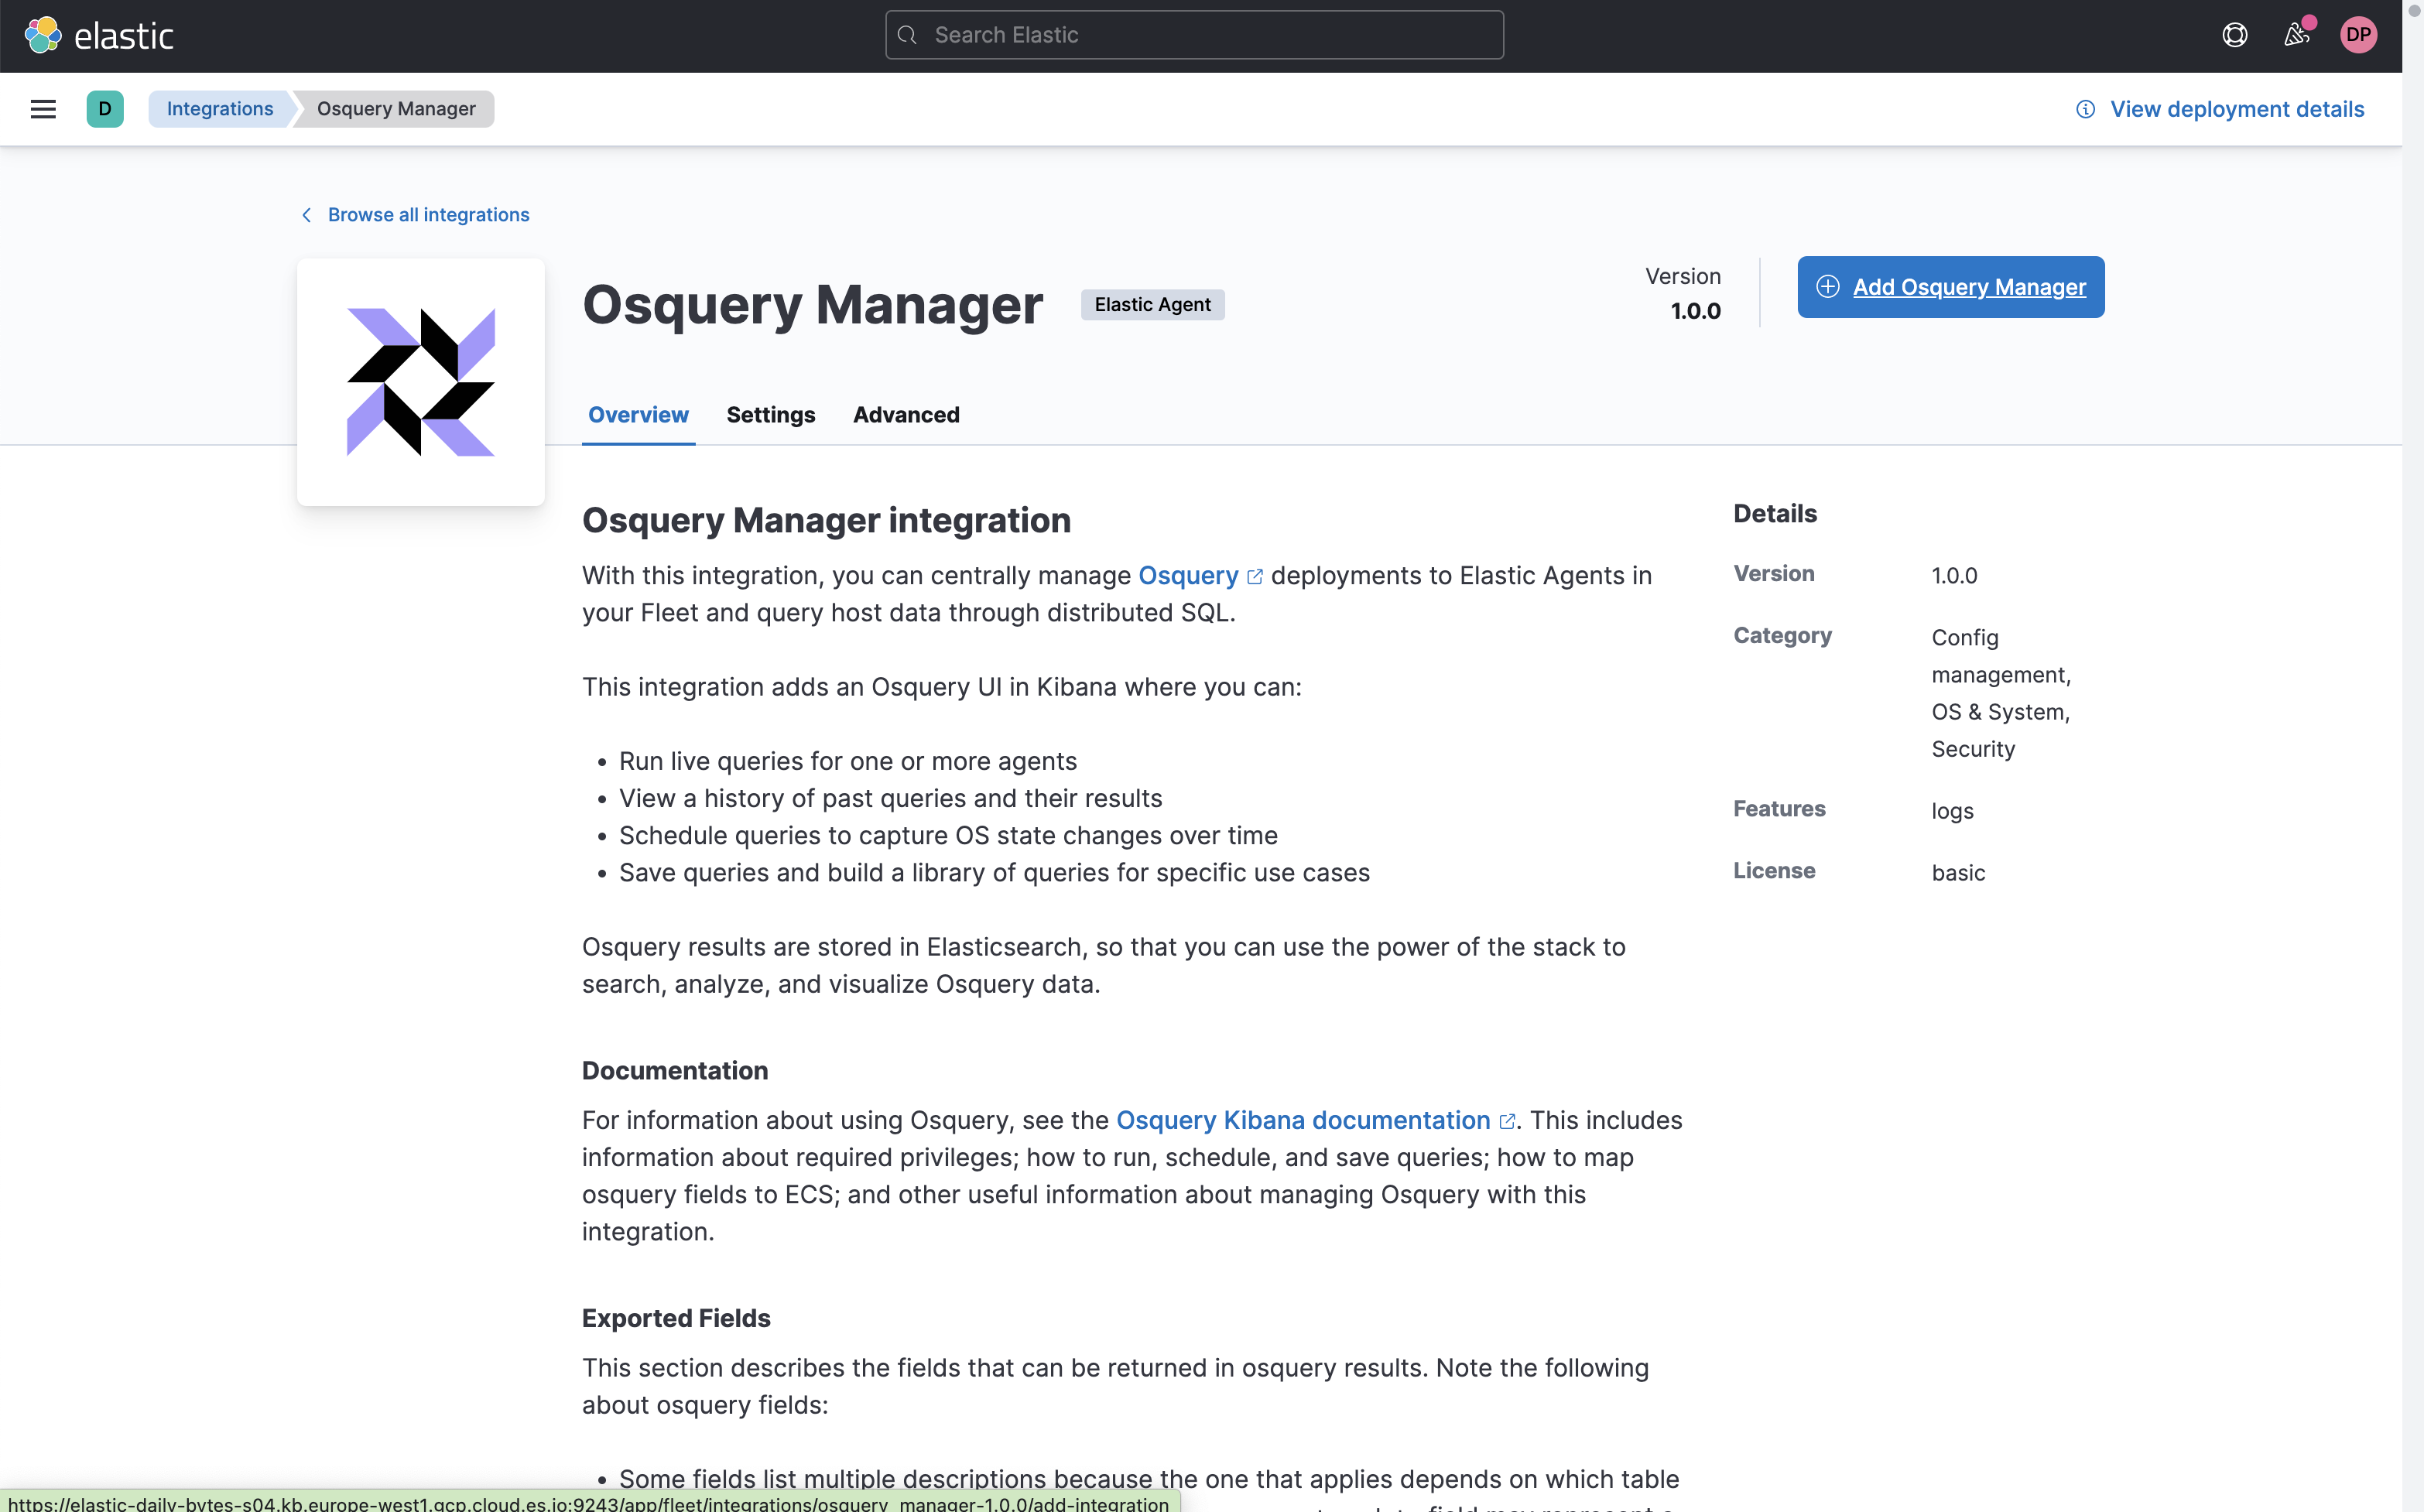 elastic
Search Elastic
DP
D
Integrations
Osquery Manager
View deployment details
Browse all integrations
Osquery Manager
Elastic Agent
Version
1.0.0
Add Osquery Manager
Overview
Settings
Advanced
Osquery Manager integration
With this integration, you can centrally manage Osquery deployments to Elastic Agents in
your Fleet and query host data through distributed SQL.
This integration adds an Osquery UI in Kibana where you can:
• Run live queries for one or more agents
• View a history of past queries and their results
• Schedule queries to capture OS state changes over time
• Save queries and build a library of queries for specific use cases
Osquery results are stored in Elasticsearch, so that you can use the power of the stack to
search, analyze, and visualize Osquery data.
Documentation
For information about using Osquery, see the Osquery Kibana documentation. This includes
information about required privileges; how to run, schedule, and save queries; how to map
osquery fields to ECS; and other useful information about managing Osquery with this
integration.
Exported Fields
This section describes the fields that can be returned in osquery results. Note the following
about osquery fields:
• Some fields list multiple descriptions because the one that applies depends on which table
Details
Version 1.0.0
Category Config
management,
OS & System,
Security
Features logs
License basic
https://elastic-daily-bytes-s04.kb.europe-west1.gcp.cloud.es.io:9243/app/fleet/integrations/osquery_manager-1.0.0/add-integration